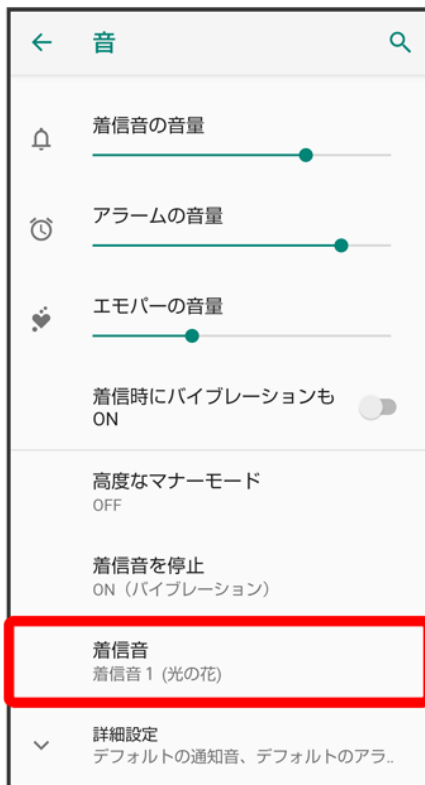 音
着信音の音量
アラームの音量
エモパーの音量
着信時にバイブレーションも
ON
高度なマナーモード
OFF
着信音を停止
ON（バイブレーション）
着信音
着信音１(光の花)
詳細設定
デフォルトの通知音、デフォルトのアラ..